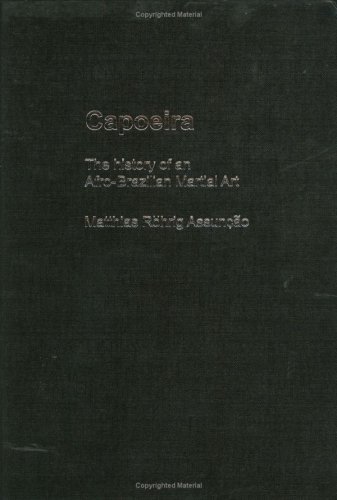 Copyrighted Material
Capoeira
The history of an
Afro-Brazilian Martial Art
Matthias Röhrig Assunção
Copyrighted Material